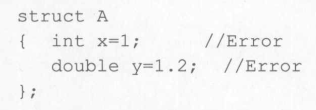 struct A
{   int x=1;        //Error
    double y=1.2;   //Error
};